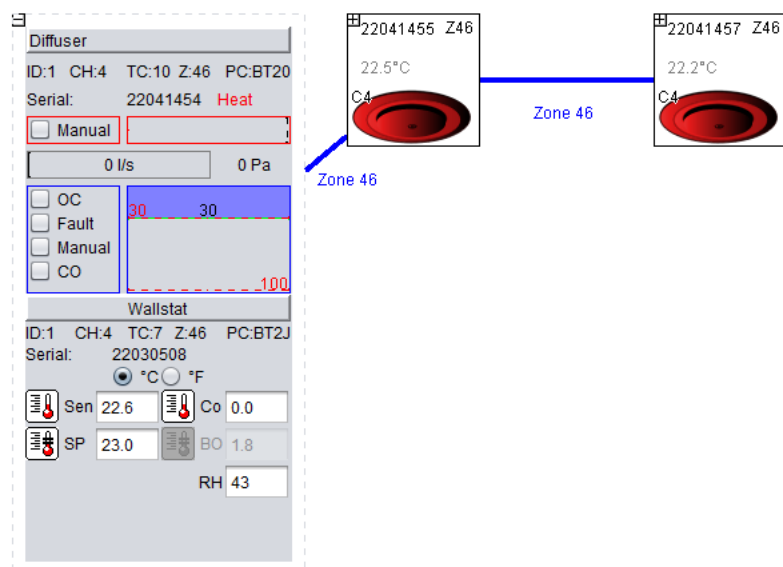 Diffuser
ID:1 CH:4 TC:10 Z:46 PC:BT20
Serial: 22041454 Heat
Manual
0 l/s 0 Pa
OC
Fault
Manual
CO
30 30
100
Wallstat
ID:1 CH:4 TC:7 Z:46 PC:BT2J
Serial: 22030508
°C °F
Sen 22.6 Co 0.0
SP 23.0 BO 1.8
RH 43
Zone 46
22041455 Z46
22.5°C
C4
Zone 46
22041457 Z46
22.2°C
C4